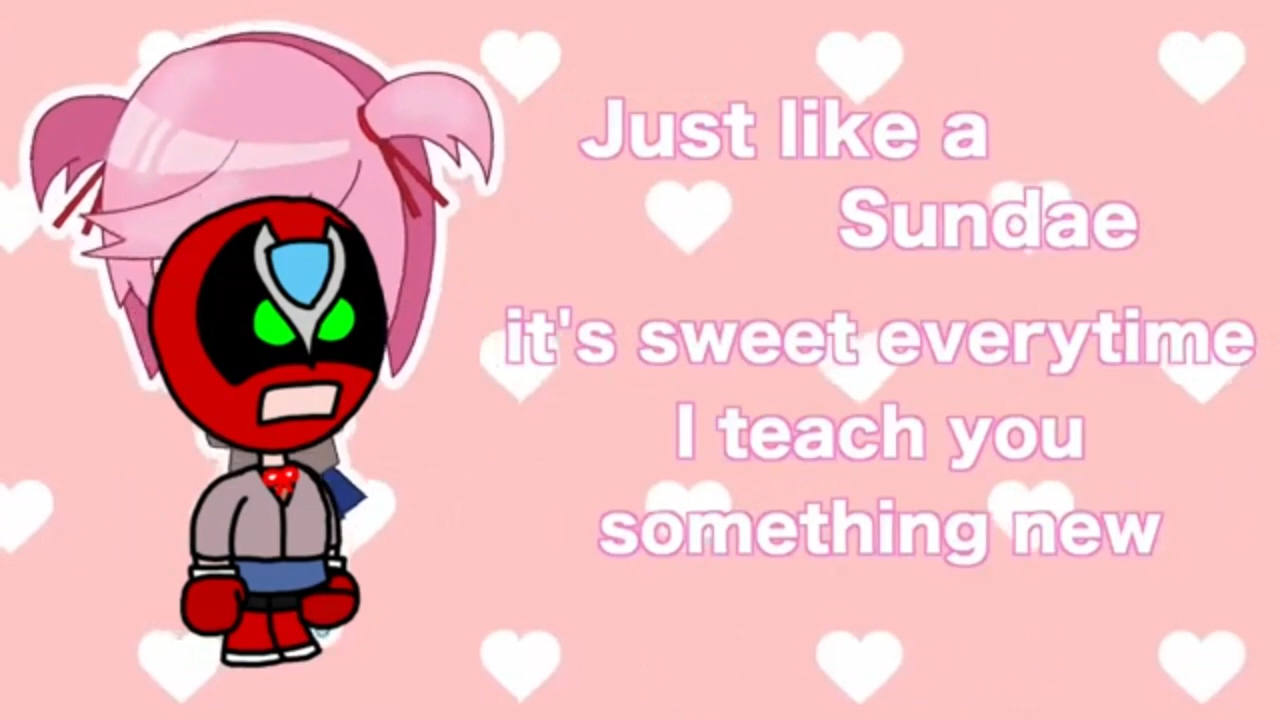 Just like a
Sundae
it's sweet everytime
I teach you
something new